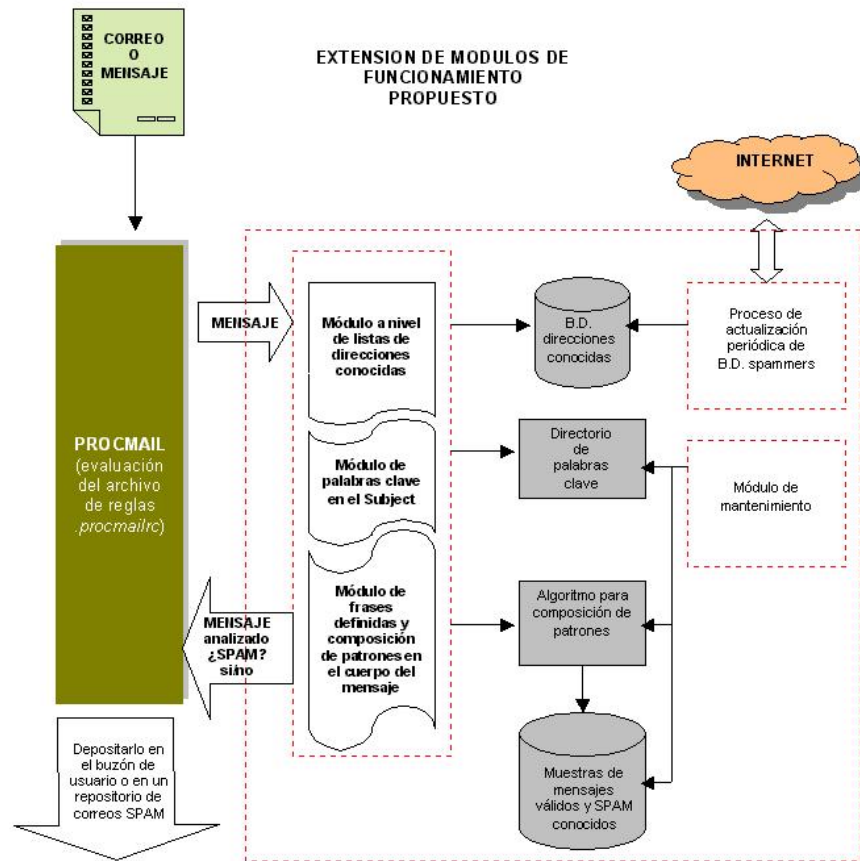 CORREO
O
MENSAJE
EXTENSION DE MODULOS DE
FUNCIONAMIENTO
PROPUESTO
INTERNET
MENSAJE
Módulo a nivel
de listas de
direcciones
conocidas
B.D.
direcciones
conocidas
Proceso de
actualización
periódica de
B.D. spammers
PROCMAIL
(evaluación
del archivo
de reglas
.procmailrc)
Módulo de
palabras clave
en el Subject
Directorio
de
palabras
clave
Módulo de
mantenimiento
MENSAJE
analizado
¿SPAM?
si/no
Módulo de
frases
definidas y
composición
de patrones en
el cuerpo del
mensaje
Algoritmo para
composición de
patrones
Depositarlo en
el buzón de
usuario o en un
repositorio de
correos SPAM
Muestras de
mensajes
válidos y SPAM
conocidos